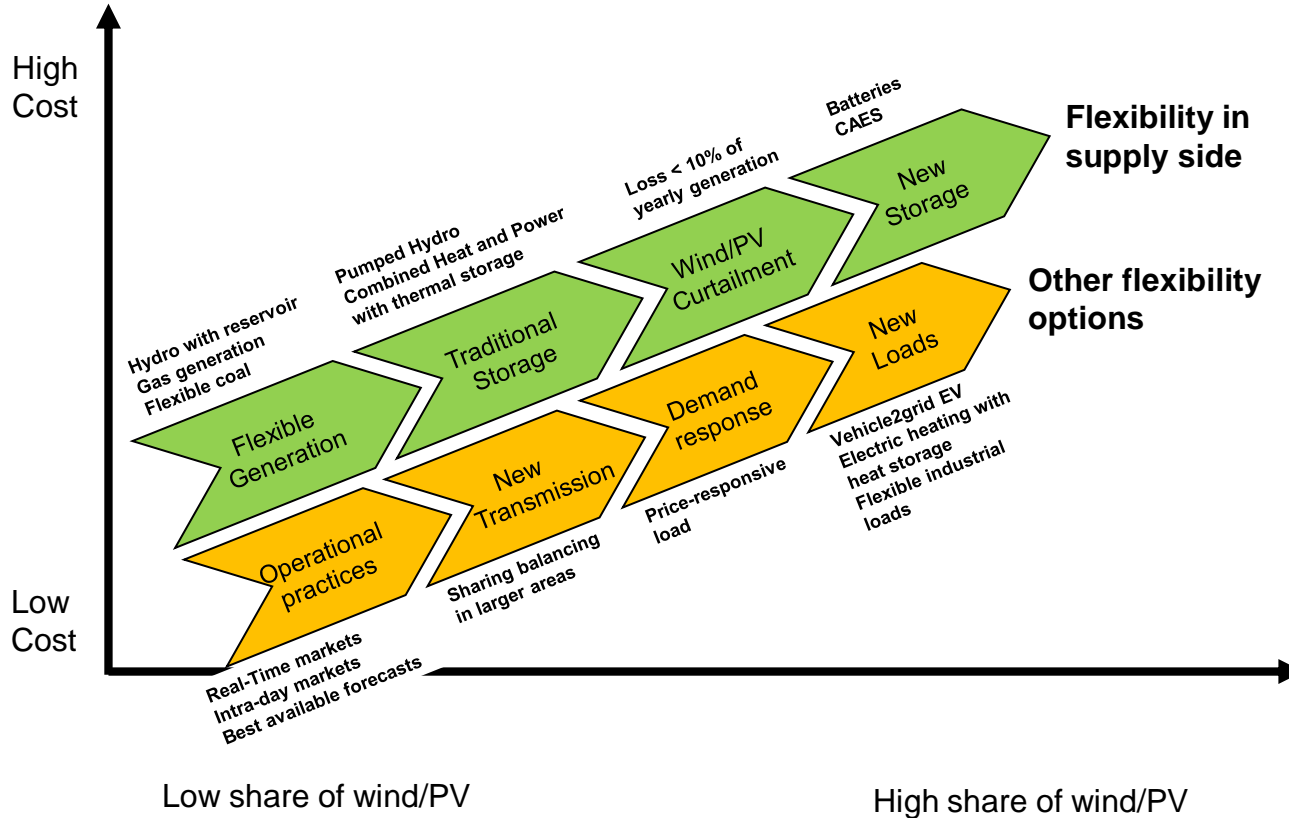 High
Cost
Batteries
CAES
Flexibility in
supply side
Loss < 10% of
yearly generation
New
Storage
Pumped Hydro
Combined Heat and Power
with thermal storage
Wind/PV
Curtailment
Other flexibility
options
Hydro with reservoir
Gas generation
Flexible coal
Traditional
Storage
New
Loads
Flexible
Generation
Demand
response
Vehicle2grid EV
Electric heating with
heat storage
Flexible industrial
loads
New
Transmission
Price-responsive
load
Operational
practices
Sharing balancing
in larger areas
Low
Cost
Real-Time markets
Intra-day markets
Best available forecasts
Low share of wind/PV
High share of wind/PV